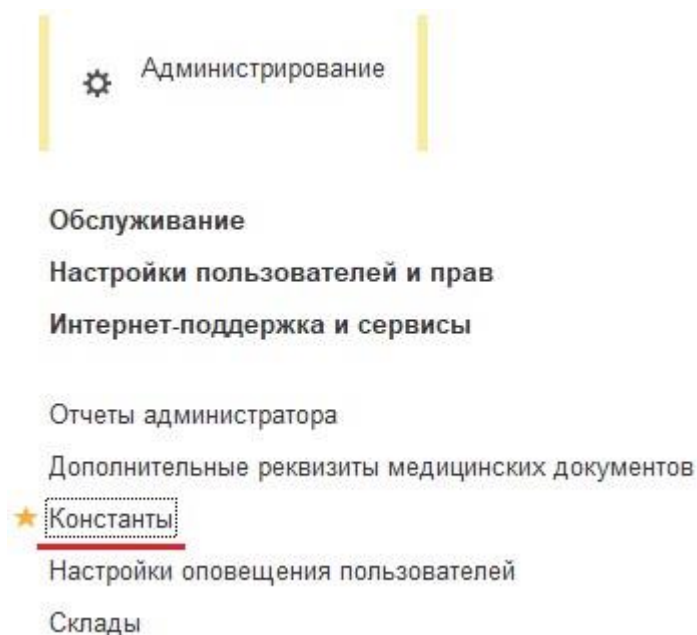 Администрирование
Обслуживание
Настройки пользователей и прав
Интернет-поддержка и сервисы
Отчеты администратора
Дополнительные реквизиты медицинских документов
Константы
Настройки оповещения пользователей
Склады